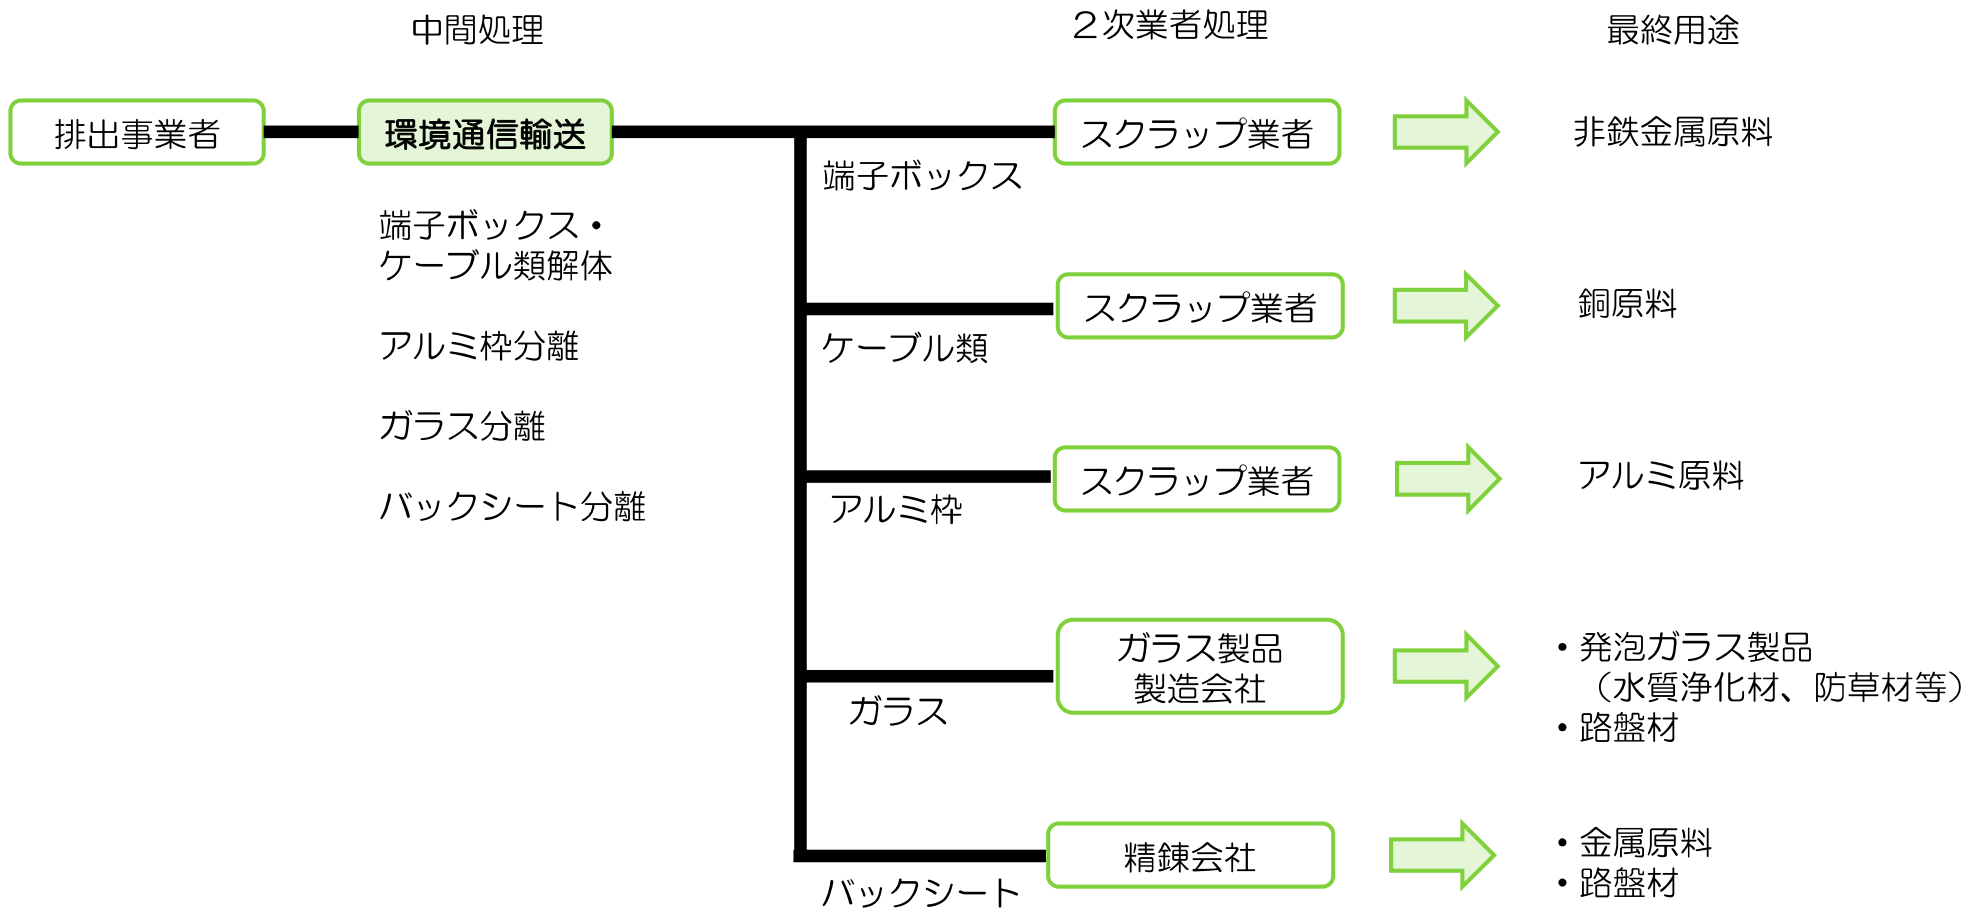 中間処理
２次業者処理
最終用途
排出事業者
環境通信輸送
端子ボックス・
ケーブル類解体
アルミ枠分離
ガラス分離
バックシート分離
端子ボックス
スクラップ業者
非鉄金属原料
ケーブル類
スクラップ業者
銅原料
アルミ枠
スクラップ業者
アルミ原料
ガラス
ガラス製品
製造会社
・発泡ガラス製品
（水質浄化材、防草材等）
・路盤材
バックシート
精錬会社
・金属原料
・路盤材